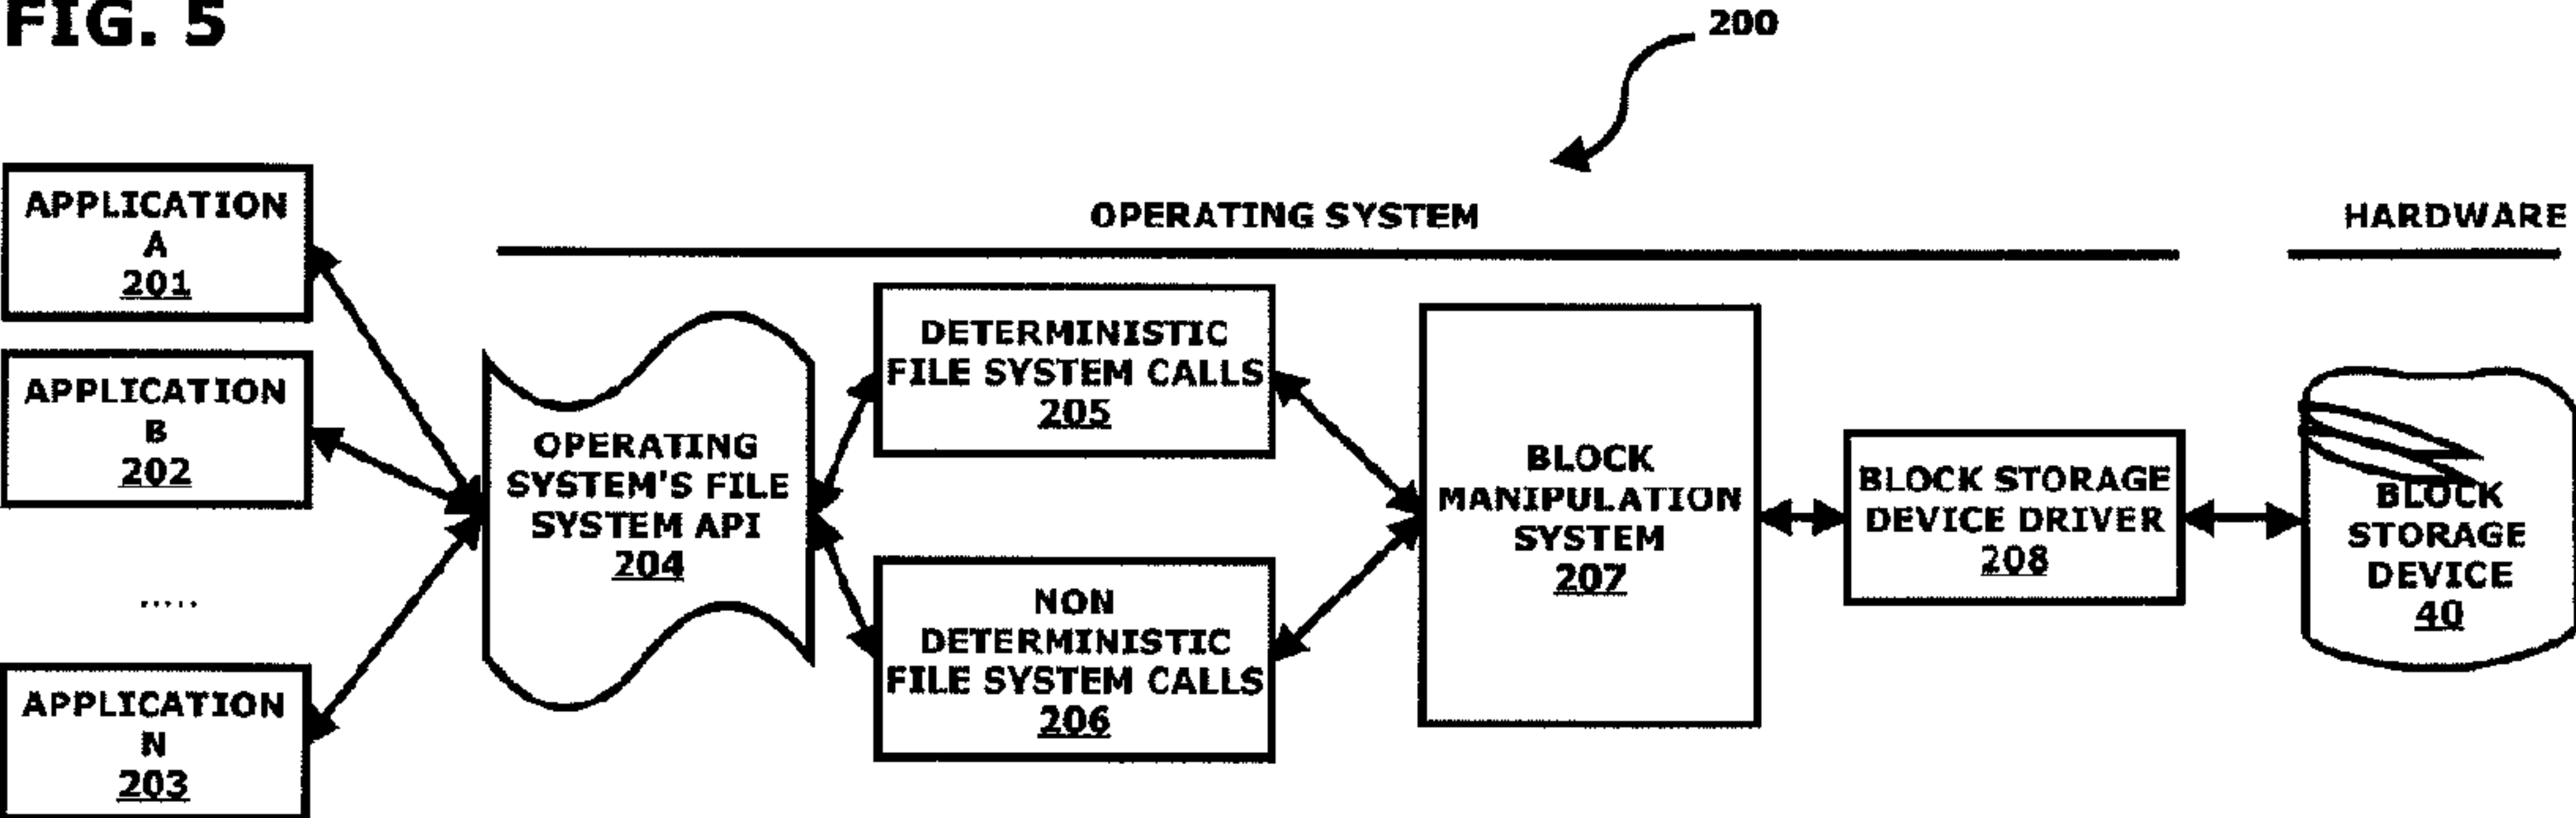 FIG. 5
200
OPERATING SYSTEM
HARDWARE
APPLICATION
A
201
APPLICATION
B
202
.....
APPLICATION
N
203
OPERATING
SYSTEM'S FILE
SYSTEM API
204
DETERMINISTIC
FILE SYSTEM CALLS
205
NON
DETERMINISTIC
FILE SYSTEM CALLS
206
BLOCK
MANIPULATION
SYSTEM
207
BLOCK STORAGE
DEVICE DRIVER
208
BLOCK
STORAGE
DEVICE
40